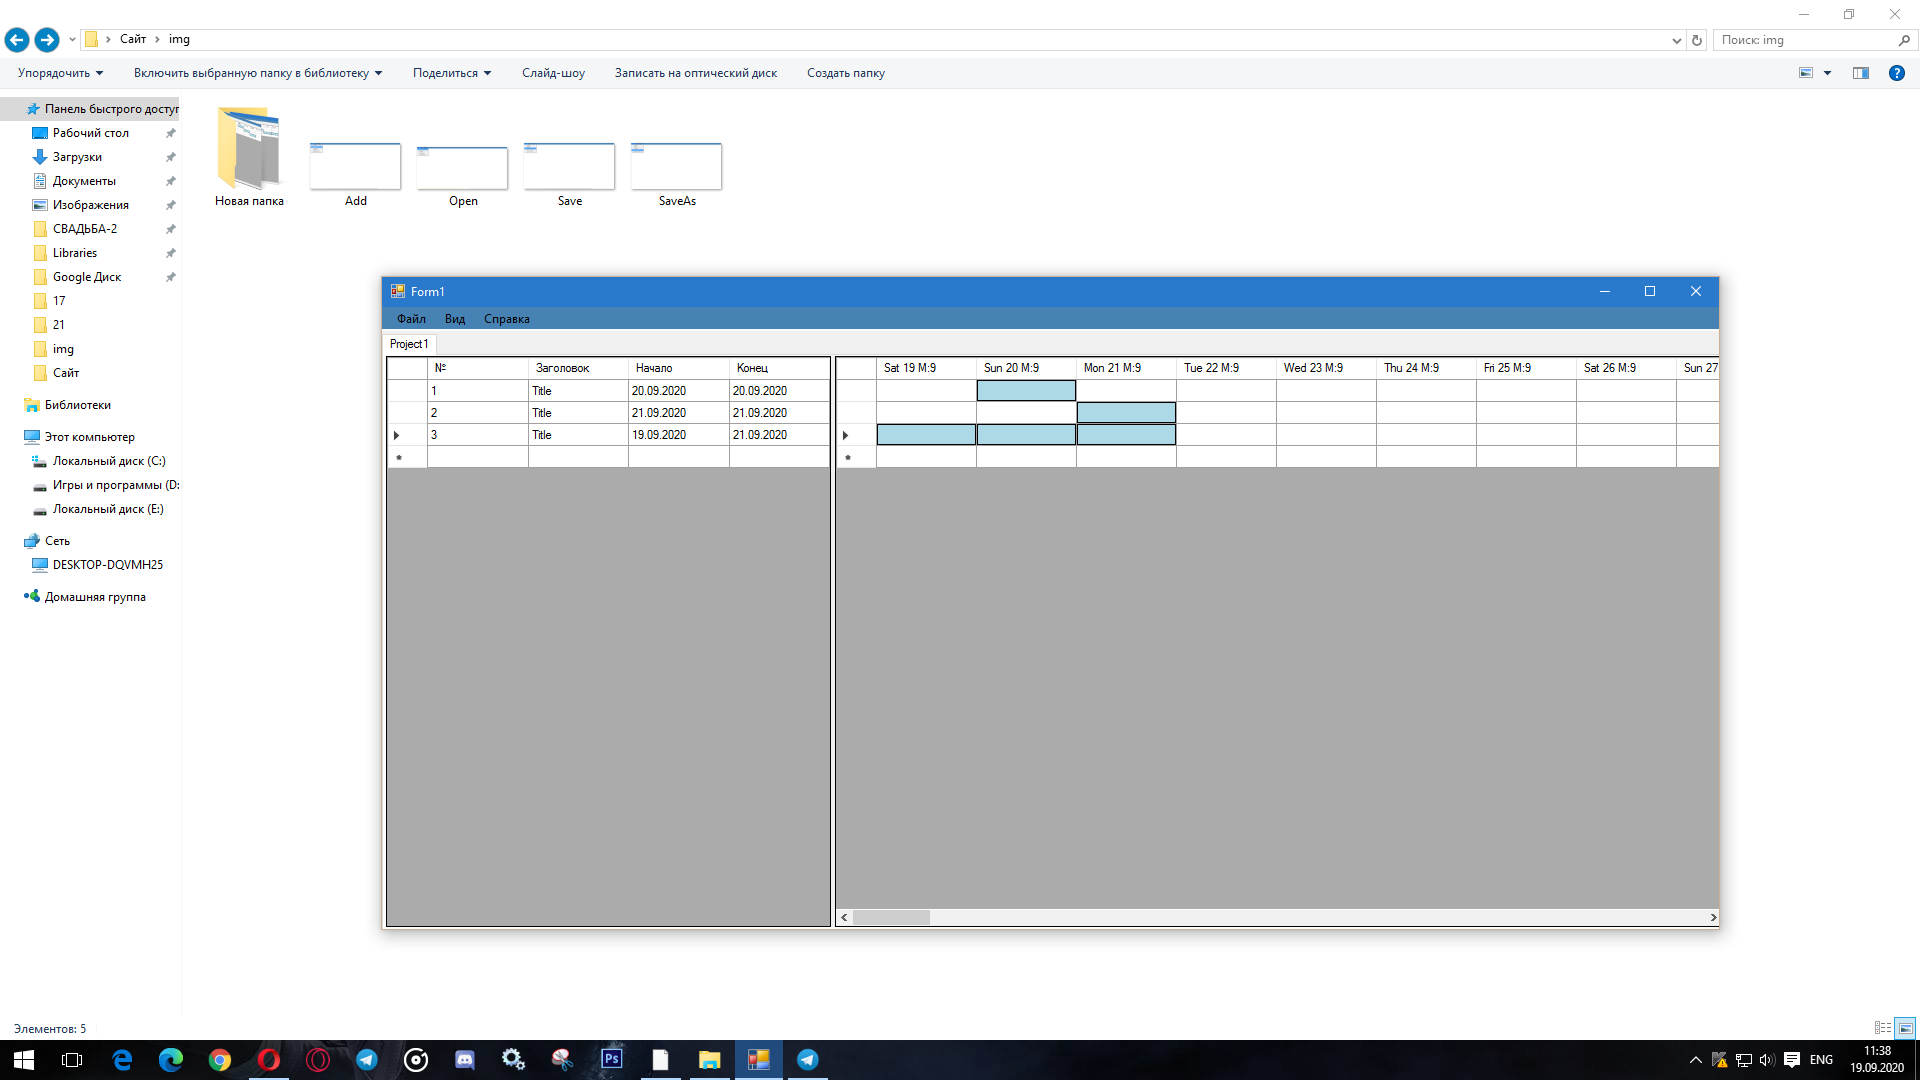 Сайт
img
Поиск: img
Упорядочить
Включить выбранную папку в библиотеку
Поделиться
Слайд-шоу
Записать на оптический диск
Создать папку
Панель быстрого доступ
Рабочий стол
Загрузки
Документы
Изображения
СВАДЬБА-2
Libraries
Google Диск
17
21
img
Сайт
Библиотеки
Этот компьютер
Локальный диск (C:)
Игры и программы (D:
Локальный диск (E:)
Сеть
DESKTOP-DQVMH25
Домашняя группа
Новая папка
Add
Open
Save
SaveAs
Form1
Файл Вид Справка
Project1
№ Заголовок Начало Конец
1 Title 20.09.2020 20.09.2020
2 Title 21.09.2020 21.09.2020
3 Title 19.09.2020 21.09.2020
Sat 19 M:9 Sun 20 M:9 Mon 21 M:9 Tue 22 M:9 Wed 23 M:9 Thu 24 M:9 Fri 25 M:9 Sat 26 M:9 Sun 27
Элементов: 5
Ps
ENG
11:38
19.09.2020